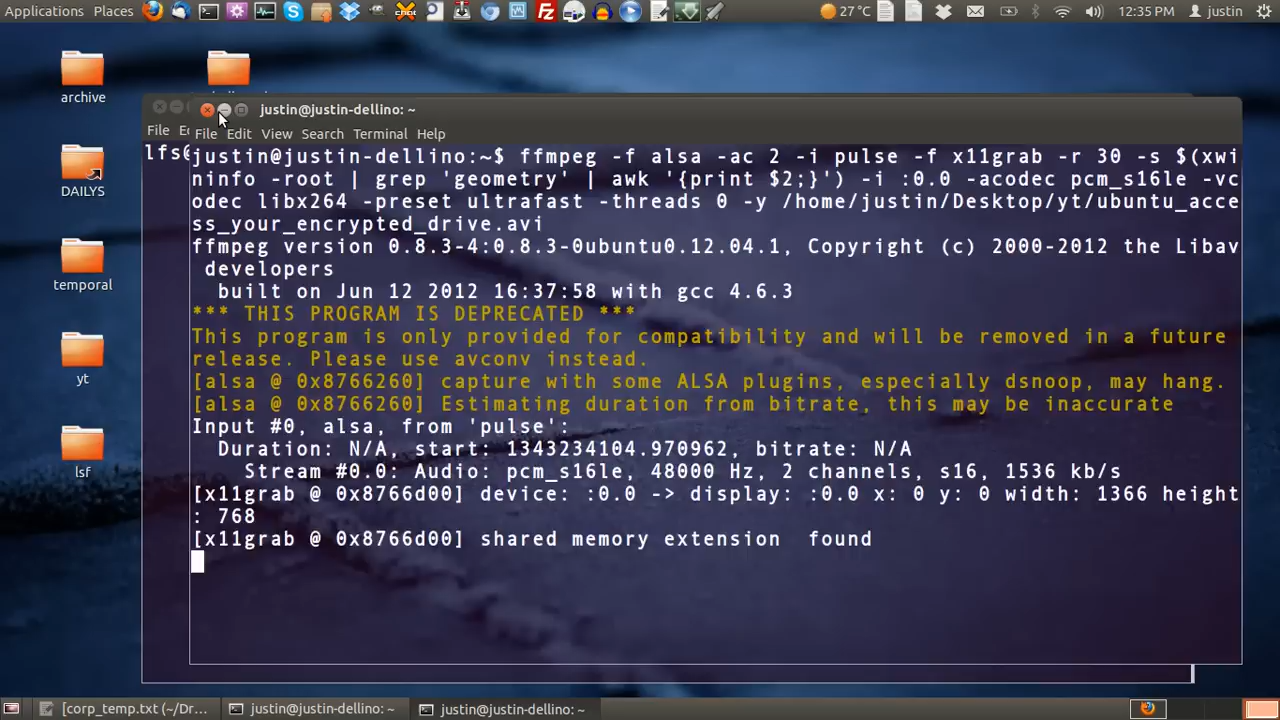 Applications Places
27 °C
12:35 PM
justin
archive
DAILYS
temporal
yt
lsf
justin@justin-dellino: ~
File
File Edit View Search Terminal Help
lfs@
justin@justin-dellino:~$ ffmpeg -f alsa -ac 2 -i pulse -f x11grab -r 30 -s $(xwi
ninfo -root | grep 'geometry' | awk '{print $2;}') -i :0.0 -acodec pcm_s16le -vc
odec libx264 -preset ultrafast -threads 0 -y /home/justin/Desktop/yt/ubuntu_acce
ss_your_encrypted_drive.avi
ffmpeg version 0.8.3-4:0.8.3-0ubuntu0.12.04.1, Copyright (c) 2000-2012 the Libav
developers
built on Jun 12 2012 16:37:58 with gcc 4.6.3
*** THIS PROGRAM IS DEPRECATED ***
This program is only provided for compatibility and will be removed in a future
release. Please use avconv instead.
[alsa @ 0x8766260] capture with some ALSA plugins, especially dsnoop, may hang.
[alsa @ 0x8766260] Estimating duration from bitrate, this may be inaccurate
Input #0, alsa, from 'pulse':
Duration: N/A, start: 1343234104.970962, bitrate: N/A
Stream #0.0: Audio: pcm_s16le, 48000 Hz, 2 channels, s16, 1536 kb/s
[x11grab @ 0x8766d00] device: :0.0 -> display: :0.0 x: 0 y: 0 width: 1366 height
: 768
[x11grab @ 0x8766d00] shared memory extension  found
[corp_temp.txt (~/Dr...
justin@justin-dellino: ~
justin@justin-dellino: ~